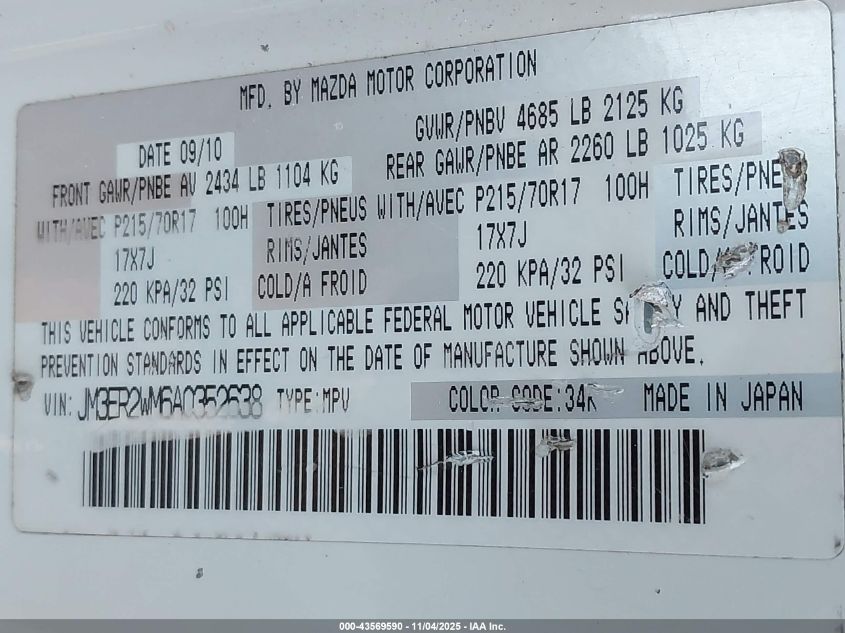 MFD. BY MAZDA MOTOR CORPORATION
DATE 09/10 GVWR/PNBV 4685 LB 2125 KG
FRONT GAWR/PNBE AV 2434 LB 1104 KG REAR GAWR/PNBE AR 2260 LB 1025 KG
WITH/AVEC P215/70R17 100H TIRES/PNEUS WITH/AVEC P215/70R17 100H TIRES/PNE
17X7J RIMS/JANTES 17X7J RIMS/JANTES
220 KPA/32 PSI COLD/A FROID 220 KPA/32 PSI COLD/A FROID
THIS VEHICLE CONFORMS TO ALL APPLICABLE FEDERAL MOTOR VEHICLE SAFETY AND THEFT
PREVENTION STANDARDS IN EFFECT ON THE DATE OF MANUFACTURE SHOWN ABOVE.
VIN: JM3ER2WM6A0352638 TYPE:MPV COLOR CODE:34K MADE IN JAPAN
000-43569590 - 11/04/2025 - IAA Inc.